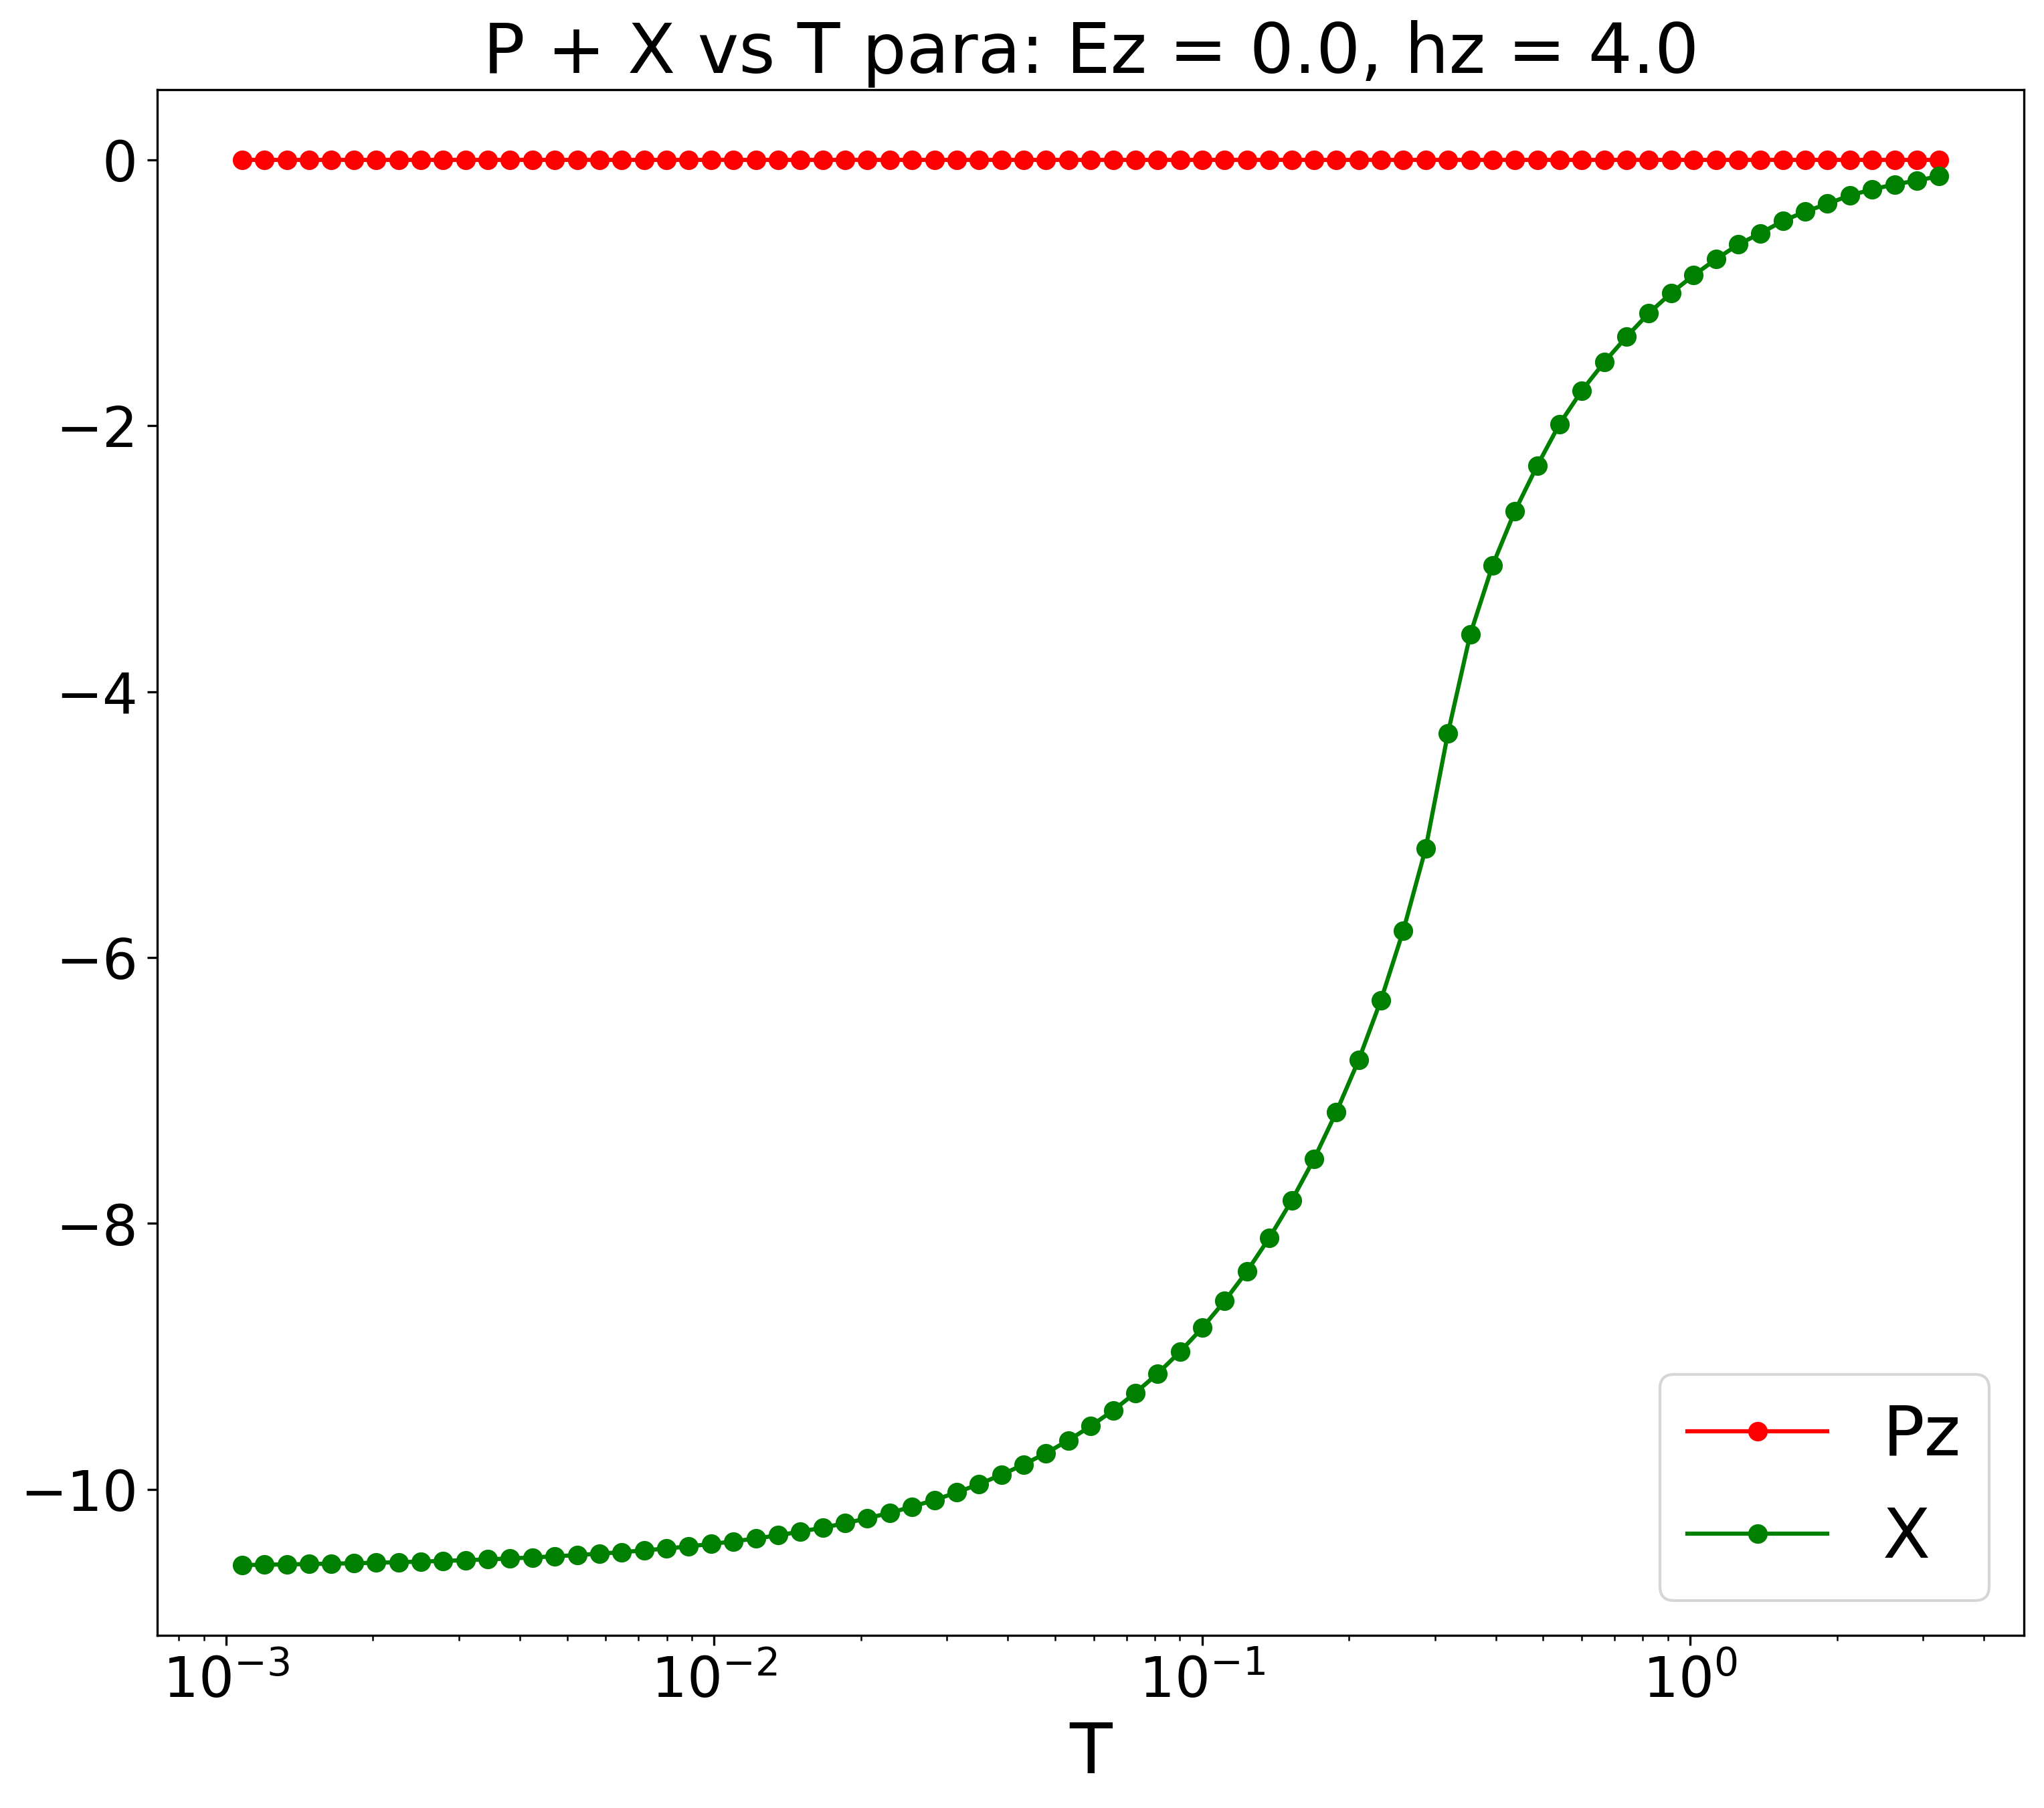 P + X vs T para: Ez = 0.0, hz = 4.0
0
−2
−4
−6
−8
−10
Pz
X
10⁻³ 10⁻² 10⁻¹ 10⁰
T